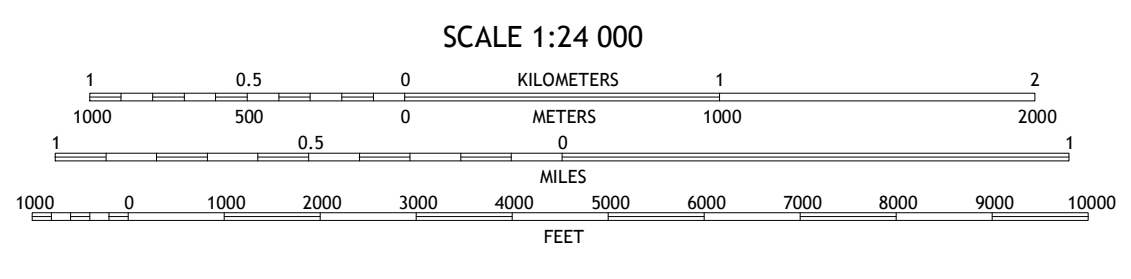 SCALE 1:24 000
1 0.5 0 KILOMETERS 1 2
1000 500 0 METERS 1000 2000
1 0.5 0 1
MILES
1000 0 1000 2000 3000 4000 5000 6000 7000 8000 9000 10000
FEET